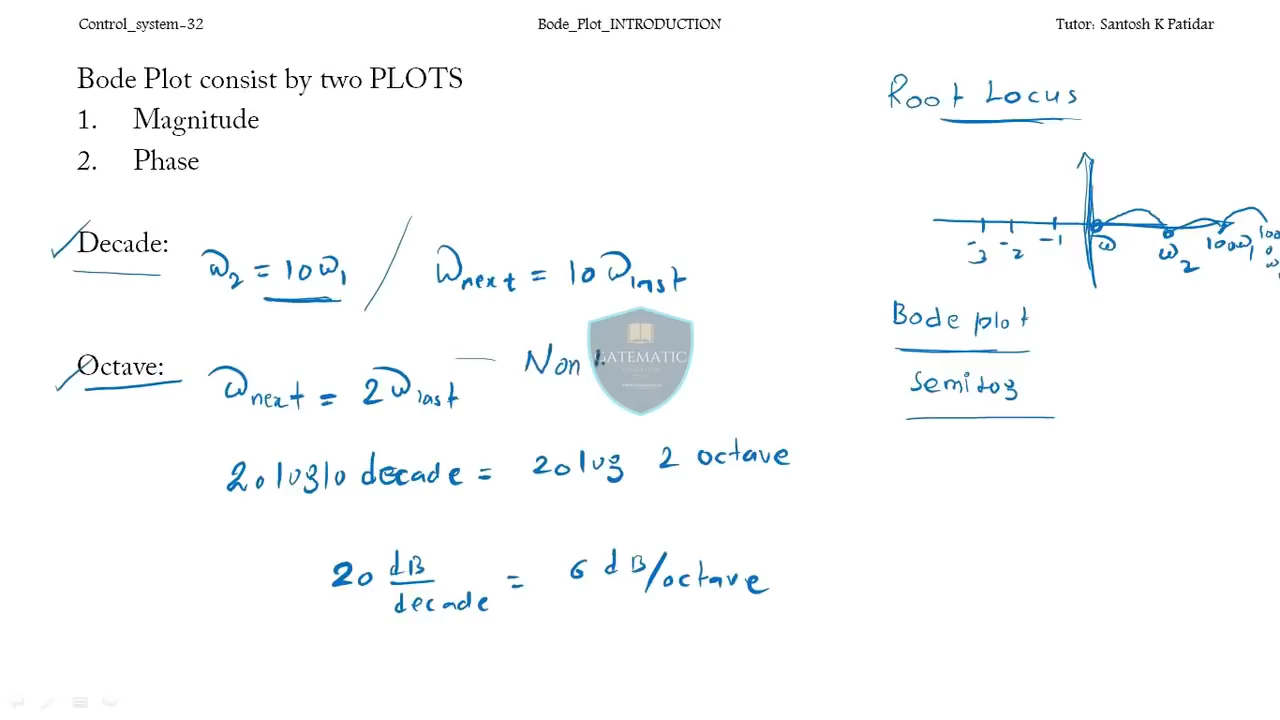 Control_system-32
Bode_Plot_INTRODUCTION
Tutor: Santosh K Patidar
Bode Plot consist by two PLOTS
1. Magnitude
2. Phase
Root Locus
-3 -2 -1 ω ω2 100ω1
Decade:
ω2 = 10ω1 / ωnext = 10ωlast
Bode plot
Semilog
Octave:
ωnext = 2ωlast
Non
GATEMATIC
20log10 decade = 20log 2 octave
20 dB/decade = 6 dB/octave